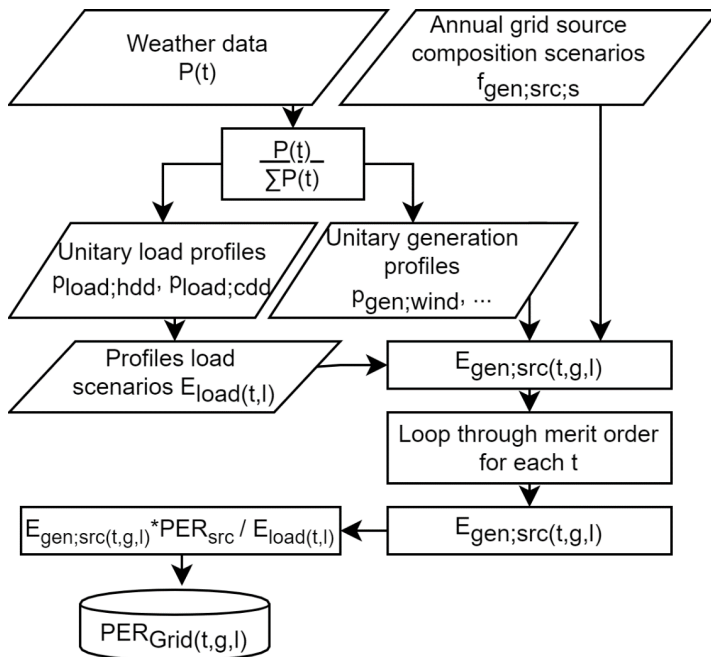 Weather data
P(t)
Annual grid source
composition scenarios
fgen;src;s
P(t)
∑P(t)
Unitary load profiles
pload;hdd, pload;cdd
Unitary generation
profiles
pgen;wind, ...
Profiles load
scenarios Eload(t,l)
Egen;src(t,g,l)
Loop through merit order
for each t
Egen;src(t,g,l)
Egen;src(t,g,l)*PERsrc / Eload(t,l)
PERGrid(t,g,l)